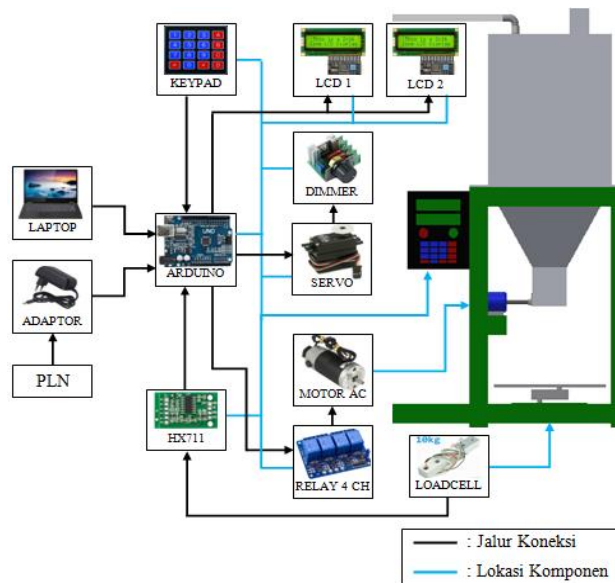 KEYPAD
LCD 1
LCD 2
DIMMER
LAPTOP
ARDUINO
UNO
SERVO
ADAPTOR
PLN
MOTOR AC
HX711
RELAY 4 CH
10kg
LOADCELL
: Jalur Koneksi
: Lokasi Komponen